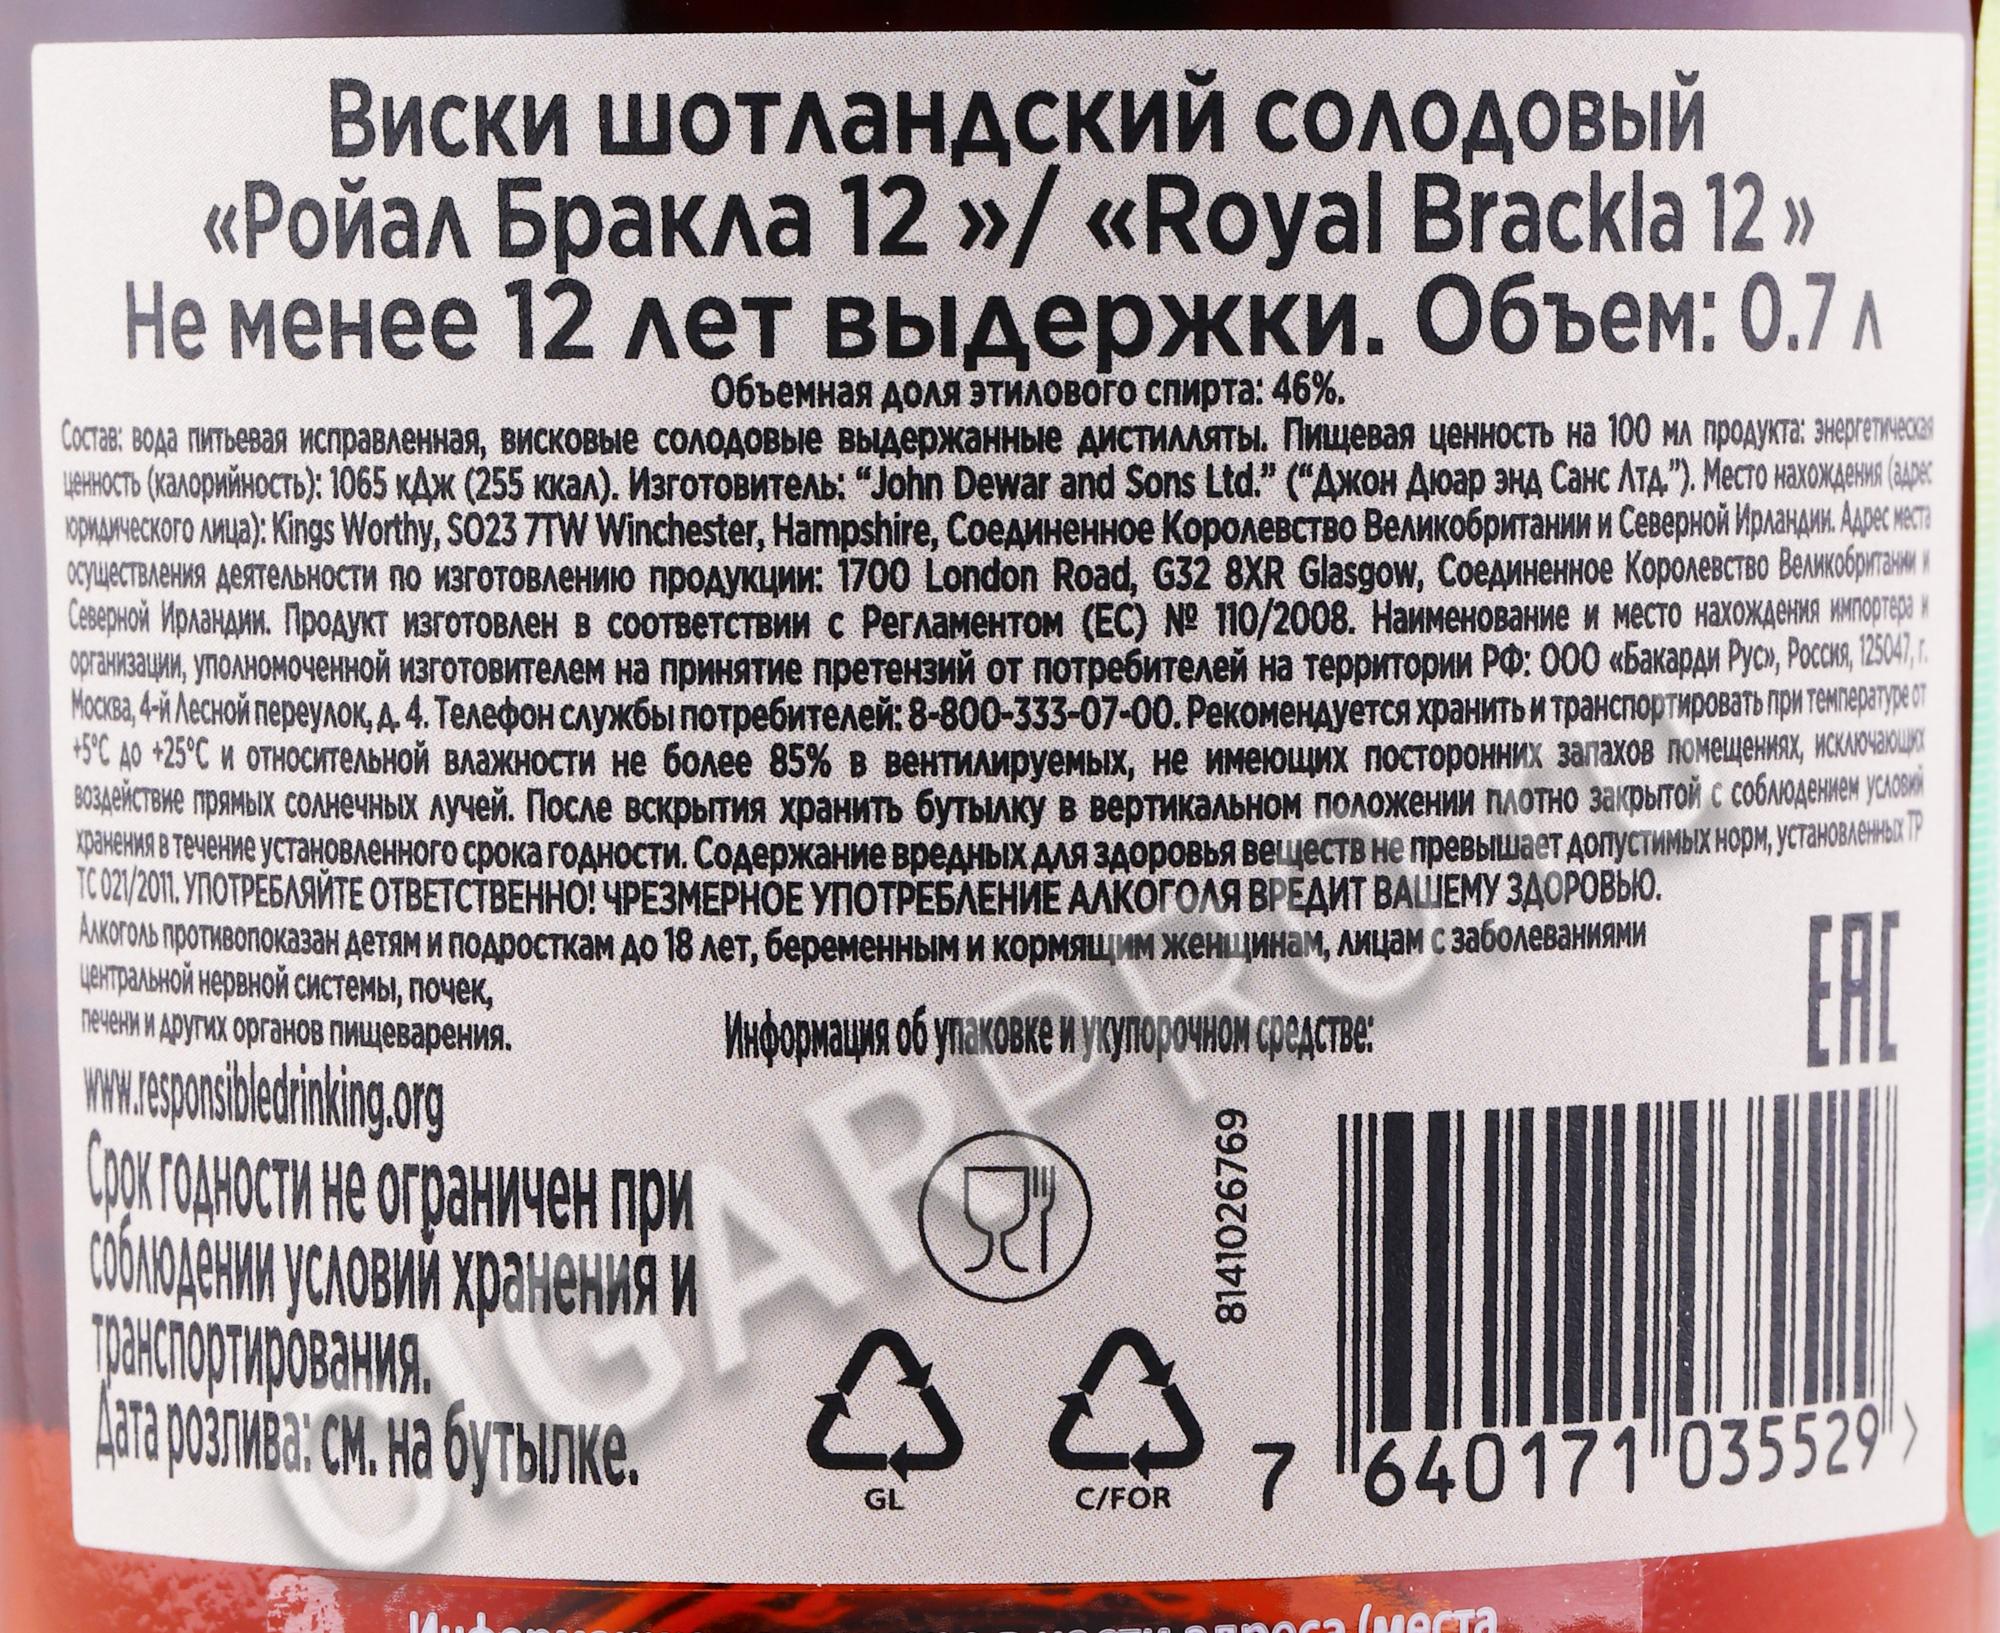 Виски шотландский солодовый
«Ройал Бракла 12 »/ «Royal Brackla 12 »
Не менее 12 лет выдержки. Объем: 0.7 л
Объемная доля этилового спирта: 46%.
Состав: вода питьевая исправленная, висковые солодовые выдержанные дистилляты. Пищевая ценность на 100 мл продукта: энергетическая
ценность (калорийность): 1065 кДж (255 ккал). Изготовитель: “John Dewar and Sons Ltd.” (“Джон Дюар энд Санс Лтд.”). Место нахождения (адрес
юридического лица): Kings Worthy, SO23 7TW Winchester, Hampshire, Соединенное Королевство Великобритании и Северной Ирландии. Адрес места
осуществления деятельности по изготовлению продукции: 1700 London Road, G32 8XR Glasgow, Соединенное Королевство Великобритании и
Северной Ирландии. Продукт изготовлен в соответствии с Регламентом (ЕС) № 110/2008. Наименование и место нахождения импортера и
организации, уполномоченной изготовителем на принятие претензий от потребителей на территории РФ: ООО «Бакарди Рус», Россия, 125047, г.
Москва, 4-й Лесной переулок, д. 4. Телефон службы потребителей: 8-800-333-07-00. Рекомендуется хранить и транспортировать при температуре от
+5°C до +25°C и относительной влажности не более 85% в вентилируемых, не имеющих посторонних запахов помещениях, исключающих
воздействие прямых солнечных лучей. После вскрытия хранить бутылку в вертикальном положении плотно закрытой с соблюдением условий
хранения в течение установленного срока годности. Содержание вредных для здоровья веществ не превышает допустимых норм, установленных ТР
ТС 021/2011. УПОТРЕБЛЯЙТЕ ОТВЕТСТВЕННО! ЧРЕЗМЕРНОЕ УПОТРЕБЛЕНИЕ АЛКОГОЛЯ ВРЕДИТ ВАШЕМУ ЗДОРОВЬЮ.
Алкоголь противопоказан детям и подросткам до 18 лет, беременным и кормящим женщинам, лицам с заболеваниями
центральной нервной системы, почек,
печени и других органов пищеварения.
www.responsibledrinking.org
Срок годности не ограничен при
соблюдении условий хранения и
транспортирования.
Дата розлива: см. на бутылке.
Информация об упаковке и укупорочном средстве:
EAC
GL
C/FOR
8141026769
7 640171 035529 >
CIGARPRO.ru
адреса (места